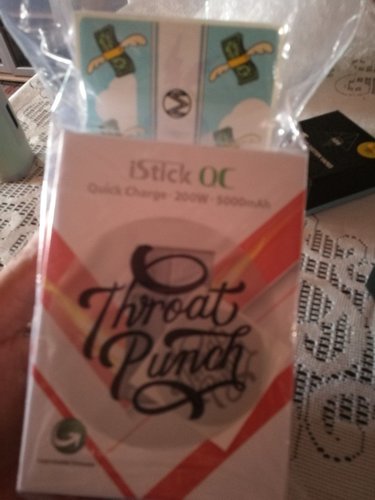 iStick QC
Quick Charge · 200W · 5000mAh
Throat
Punch